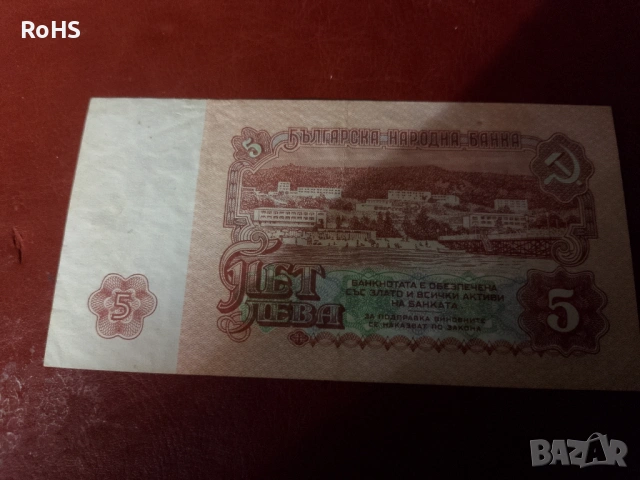 RoHS
5 БЪЛГАРСКА НАРОДНА БАНКА
ПЕТ
ЛЕВА
БАНКНОТАТА Е ОБЕЗПЕЧЕНА
СЪС ЗЛАТО И ВСИЧКИ АКТИВИ
НА БАНКАТА
ЗА ПОДПРАВКА ВИНОВНИТЕ
СЕ НАКАЗВАТ ПО ЗАКОНА
5
5
BAZAR